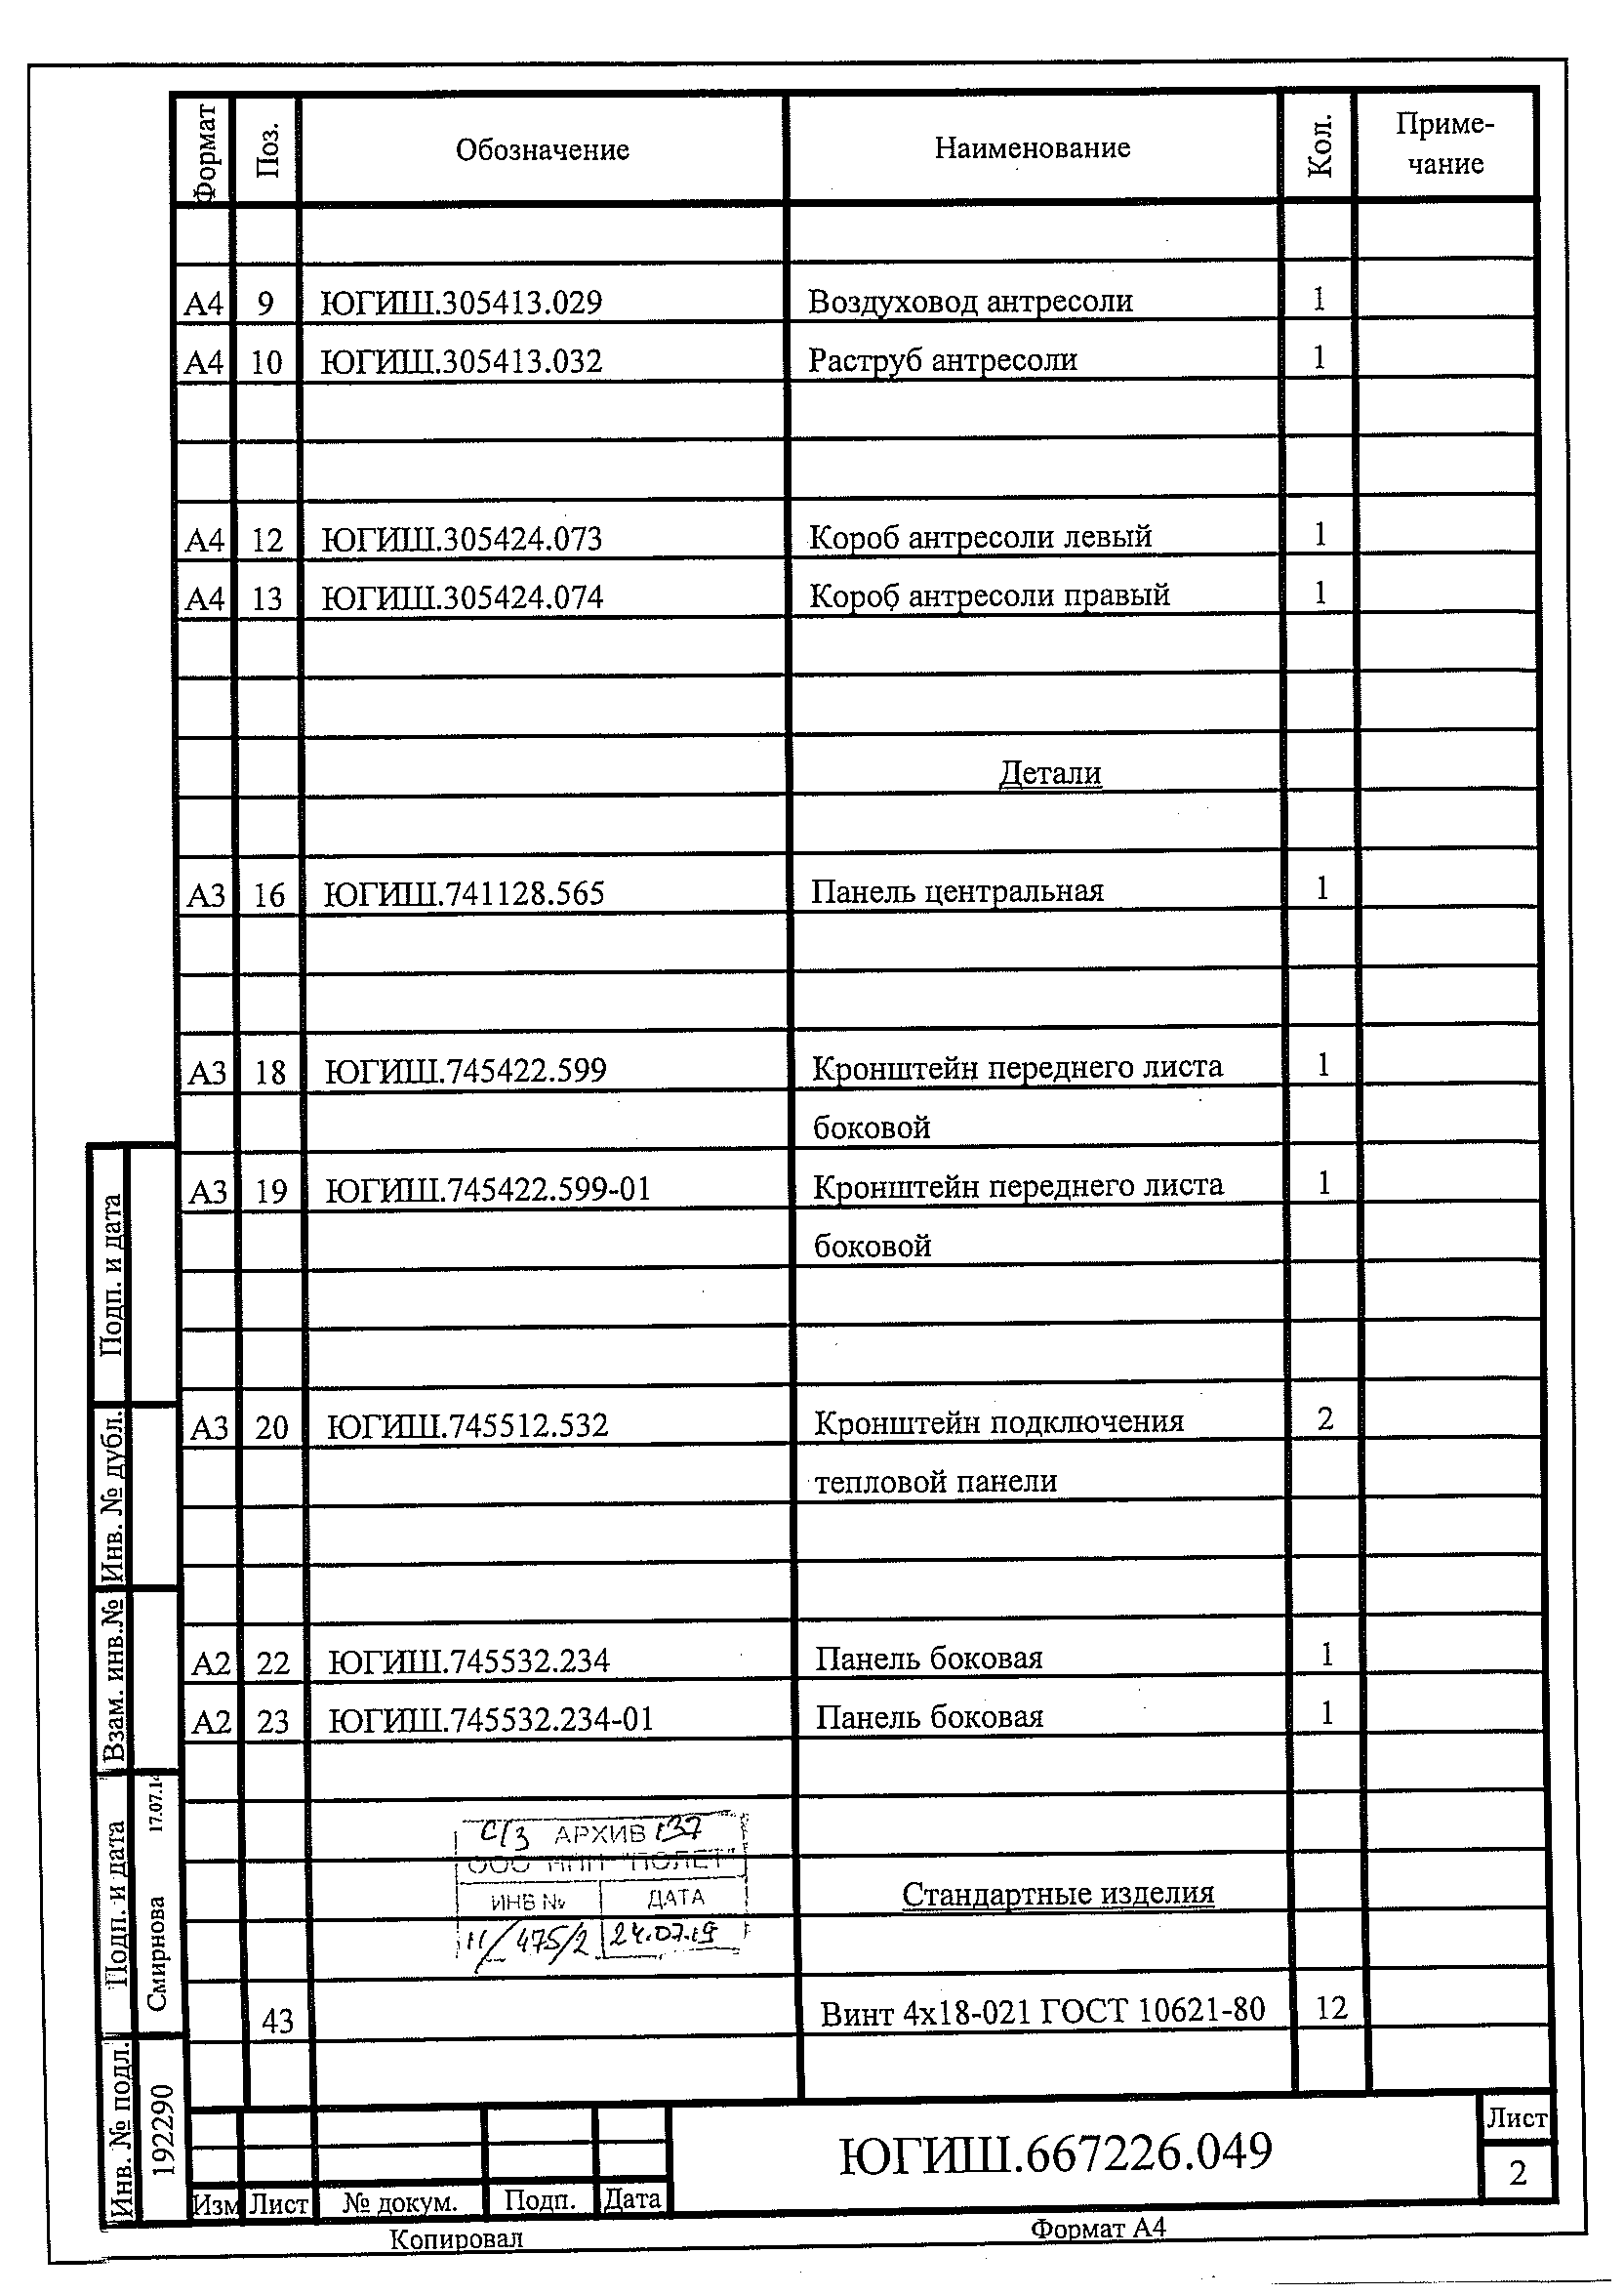 Формат Поз. Обозначение Наименование Кол. Приме-
чание
А4 9 ЮГИШ.305413.029 Воздуховод антресоли 1
А4 10 ЮГИШ.305413.032 Раструб антресоли 1
А4 12 ЮГИШ.305424.073 Короб антресоли левый 1
А4 13 ЮГИШ.305424.074 Короб антресоли правый 1
Детали
А3 16 ЮГИШ.741128.565 Панель центральная 1
А3 18 ЮГИШ.745422.599 Кронштейн переднего листа 1
боковой
А3 19 ЮГИШ.745422.599-01 Кронштейн переднего листа 1
боковой
А3 20 ЮГИШ.745512.532 Кронштейн подключения 2
тепловой панели
А2 22 ЮГИШ.745532.234 Панель боковая 1
А2 23 ЮГИШ.745532.234-01 Панель боковая 1
С/3 АРХИВ 137
ООО НПП "ПОЛЕТ"
ИНВ № ДАТА
11/475/2 24.07.19
Стандартные изделия
43 Винт 4х18-021 ГОСТ 10621-80 12
Подп. и дата
Инв. № дубл.
Взам. инв.№
Подп. и дата
Смирнова 17.07.1
Инв. № подл.
192290
ЮГИШ.667226.049
Лист
2
Изм Лист № докум. Подп. Дата
Копировал Формат А4